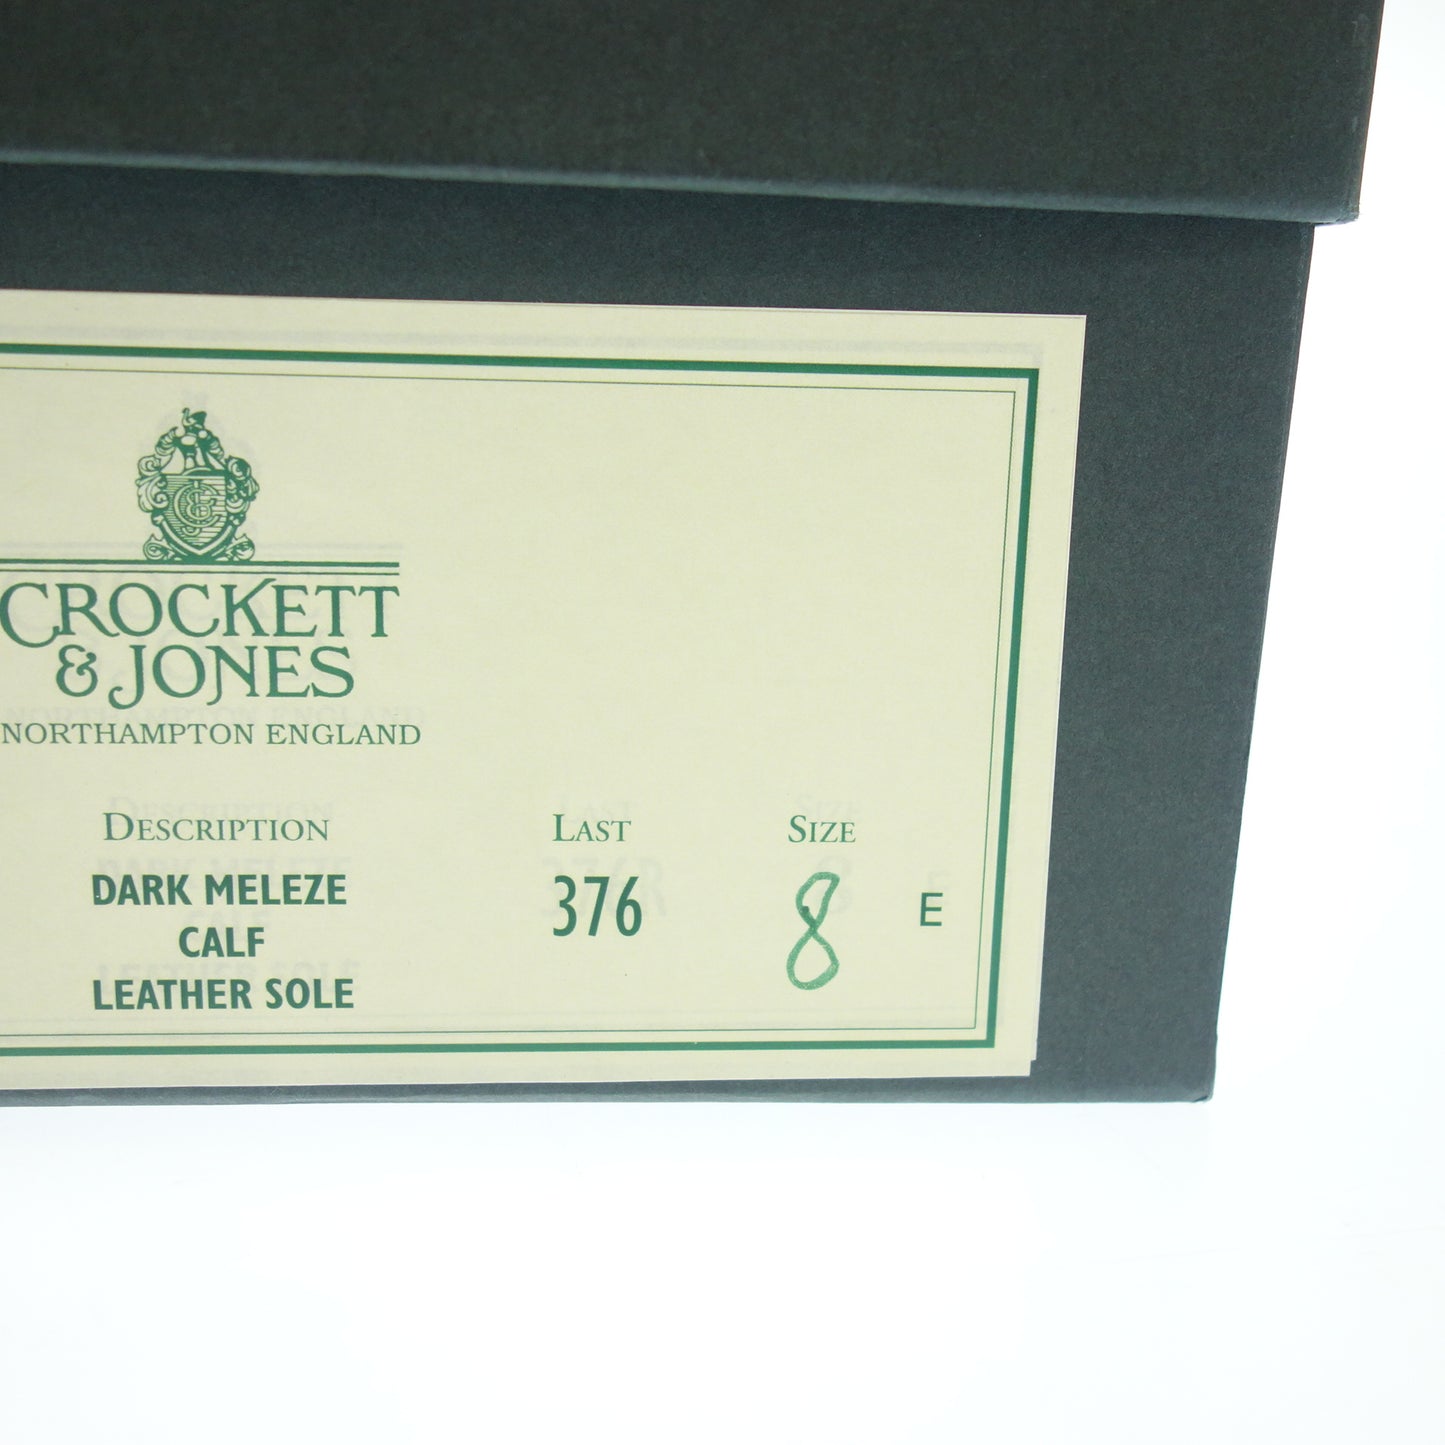 CROCKETT
& JONES
NORTHAMPTON ENGLAND
DESCRIPTION LAST SIZE
DARK MELEZE 376 8 E
CALF
LEATHER SOLE